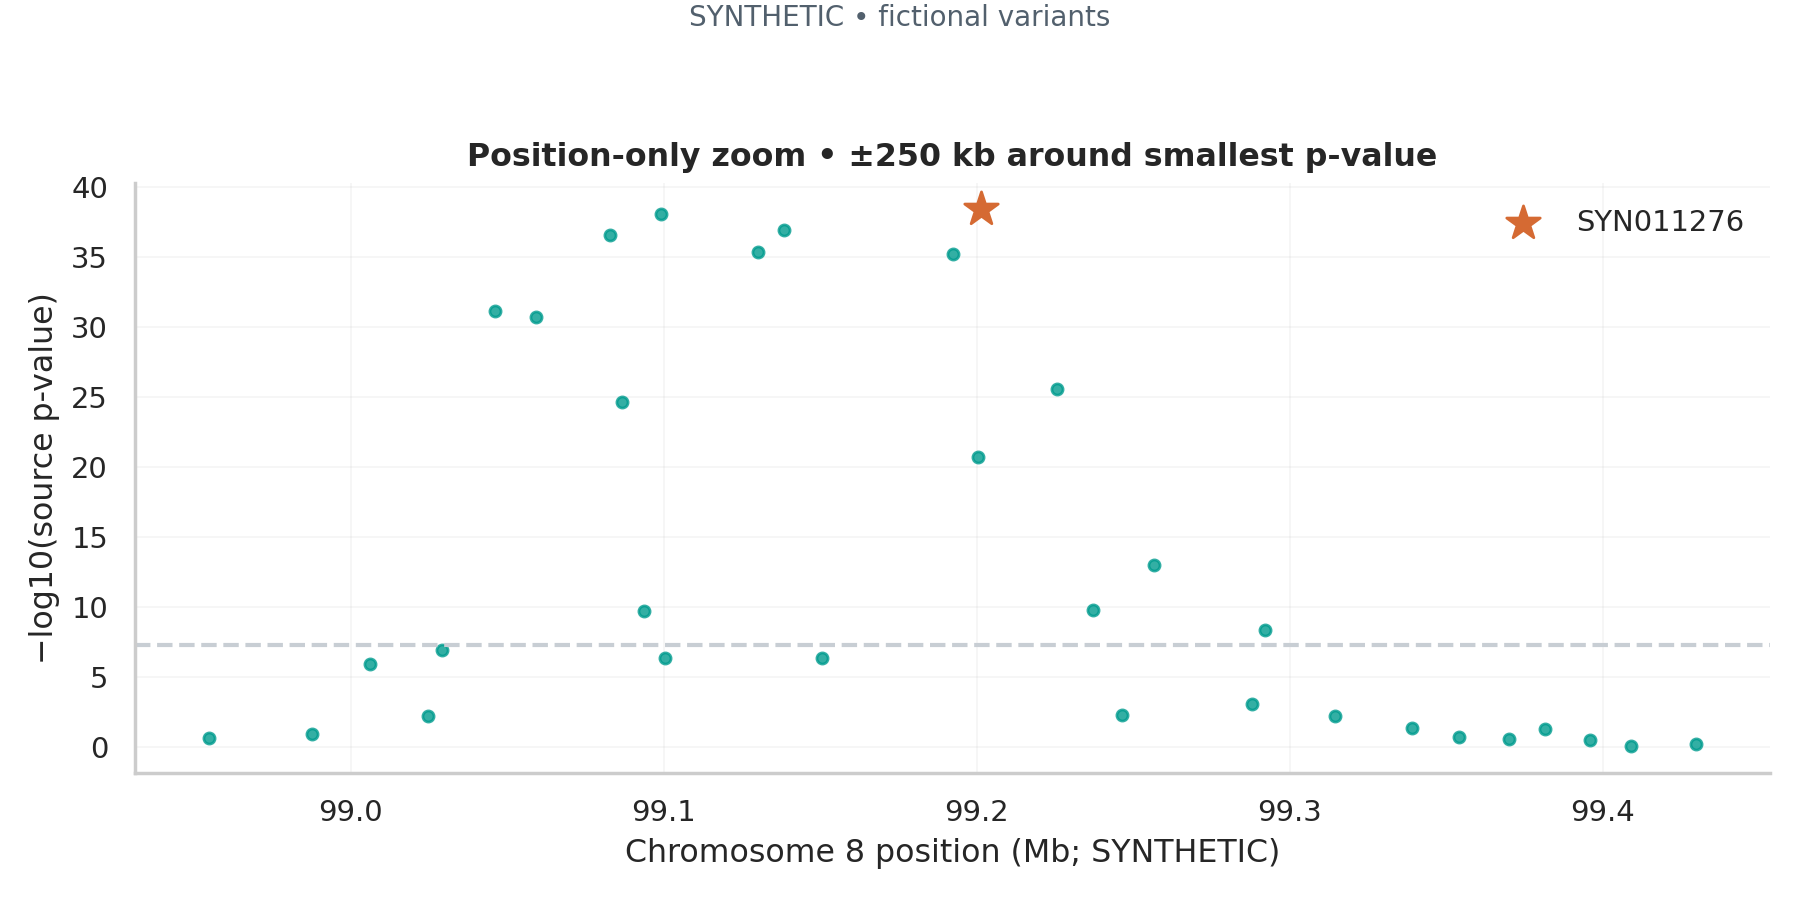 SYNTHETIC • fictional variants
Position-only zoom • ±250 kb around smallest p-value
−log10(source p-value)
40
35
30
25
20
15
10
5
0
SYN011276
99.0
99.1
99.2
99.3
99.4
Chromosome 8 position (Mb; SYNTHETIC)